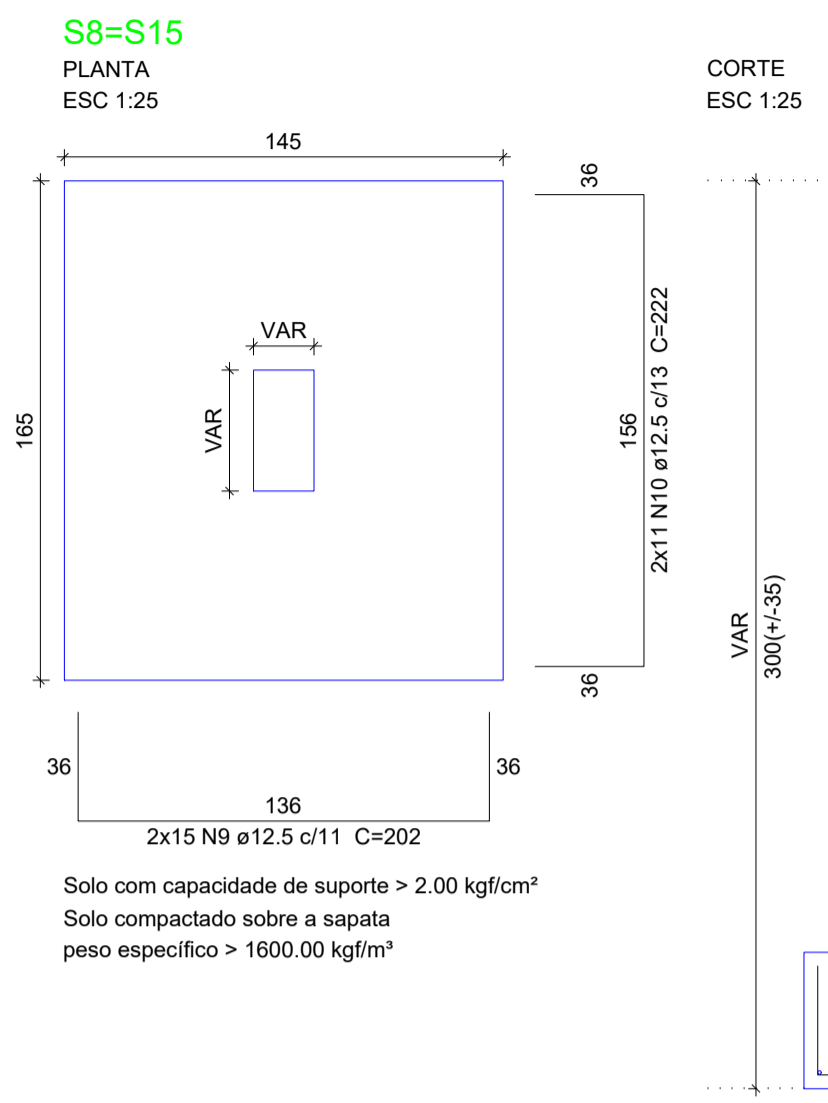 S8=S15
PLANTA
ESC 1:25
CORTE
ESC 1:25
145
36
VAR
VAR
165
156
2x11 N10 ø12.5 c/13 C=222
36
VAR
300(+/-35)
36
36
136
2x15 N9 ø12.5 c/11 C=202
Solo com capacidade de suporte > 2.00 kgf/cm²
Solo compactado sobre a sapata
peso específico > 1600.00 kgf/m³